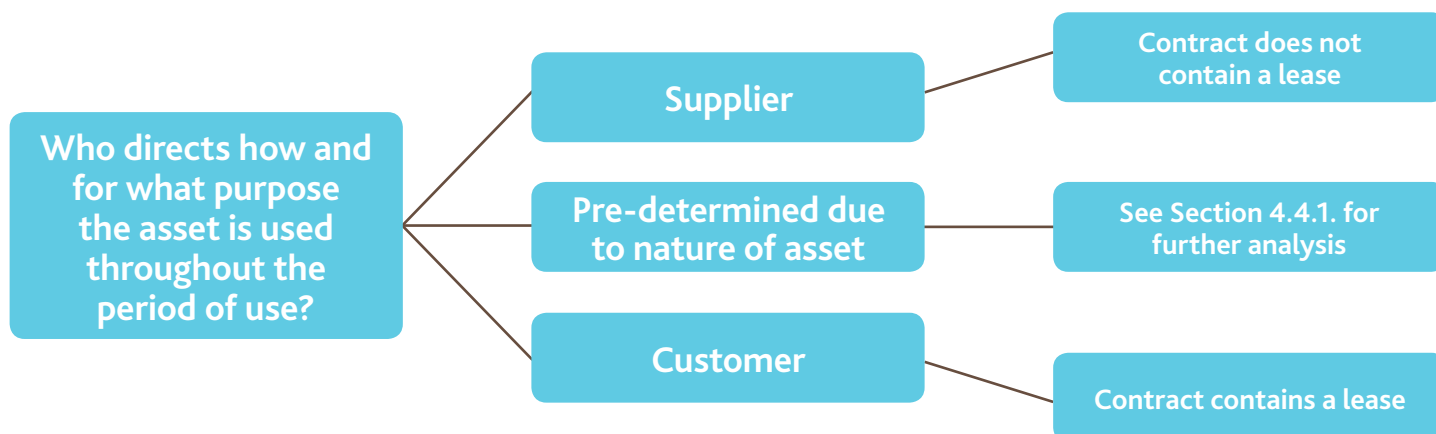 Who directs how and
for what purpose
the asset is used
throughout the
period of use?
Supplier
Contract does not
contain a lease
Pre-determined due
to nature of asset
See Section 4.4.1. for
further analysis
Customer
Contract contains a lease